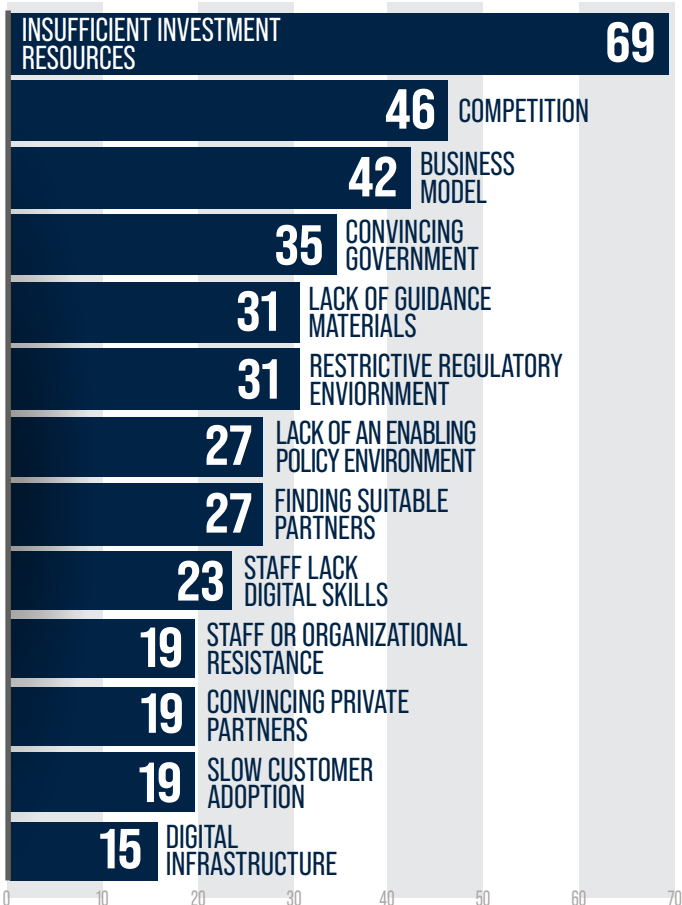 INSUFFICIENT INVESTMENT
RESOURCES
69
46
COMPETITION
42
BUSINESS
MODEL
35
CONVINCING
GOVERNMENT
31
LACK OF GUIDANCE
MATERIALS
31
RESTRICTIVE REGULATORY
ENVIORNMENT
27
LACK OF AN ENABLING
POLICY ENVIRONMENT
27
FINDING SUITABLE
PARTNERS
23
STAFF LACK
DIGITAL SKILLS
19
STAFF OR ORGANIZATIONAL
RESISTANCE
19
CONVINCING PRIVATE
PARTNERS
19
SLOW CUSTOMER
ADOPTION
15
DIGITAL
INFRASTRUCTURE
0 10 20 30 40 50 60 70